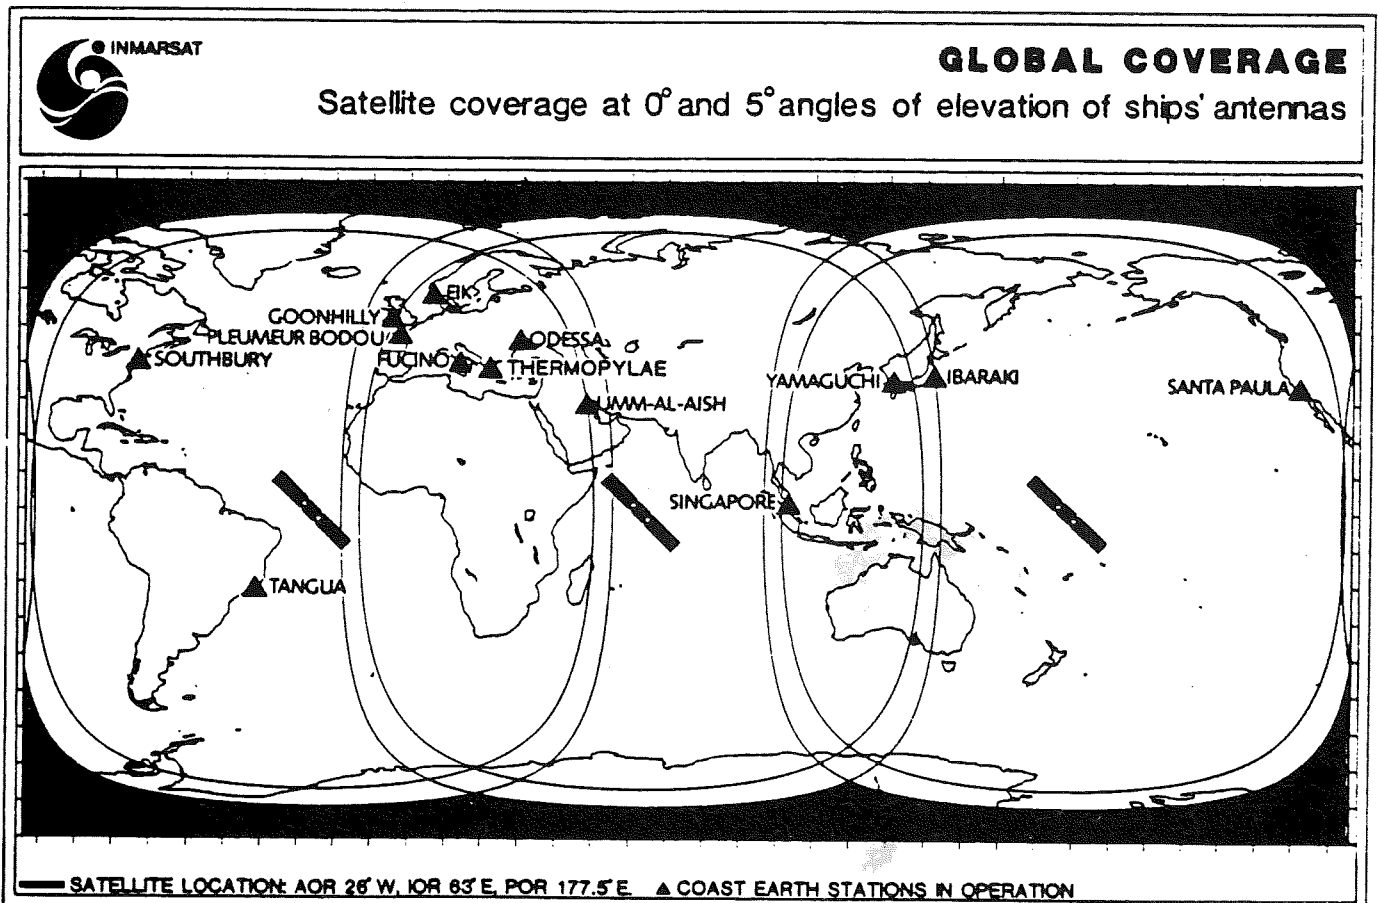 INMARSAT
GLOBAL COVERAGE
Satellite coverage at 0° and 5° angles of elevation of ships' antennas
EIK
GOONHILLY
PLEUMEUR BODOU
ODESSA
SOUTHBURY
FUCINO
THERMOPYLAE
YAMAGUCHI
IBARAKI
SANTA PAULA
UMM-AL-AISH
SINGAPORE
TANGUA
SATELLITE LOCATION: AOR 26° W, IOR 63° E, POR 177.5° E. COAST EARTH STATIONS IN OPERATION